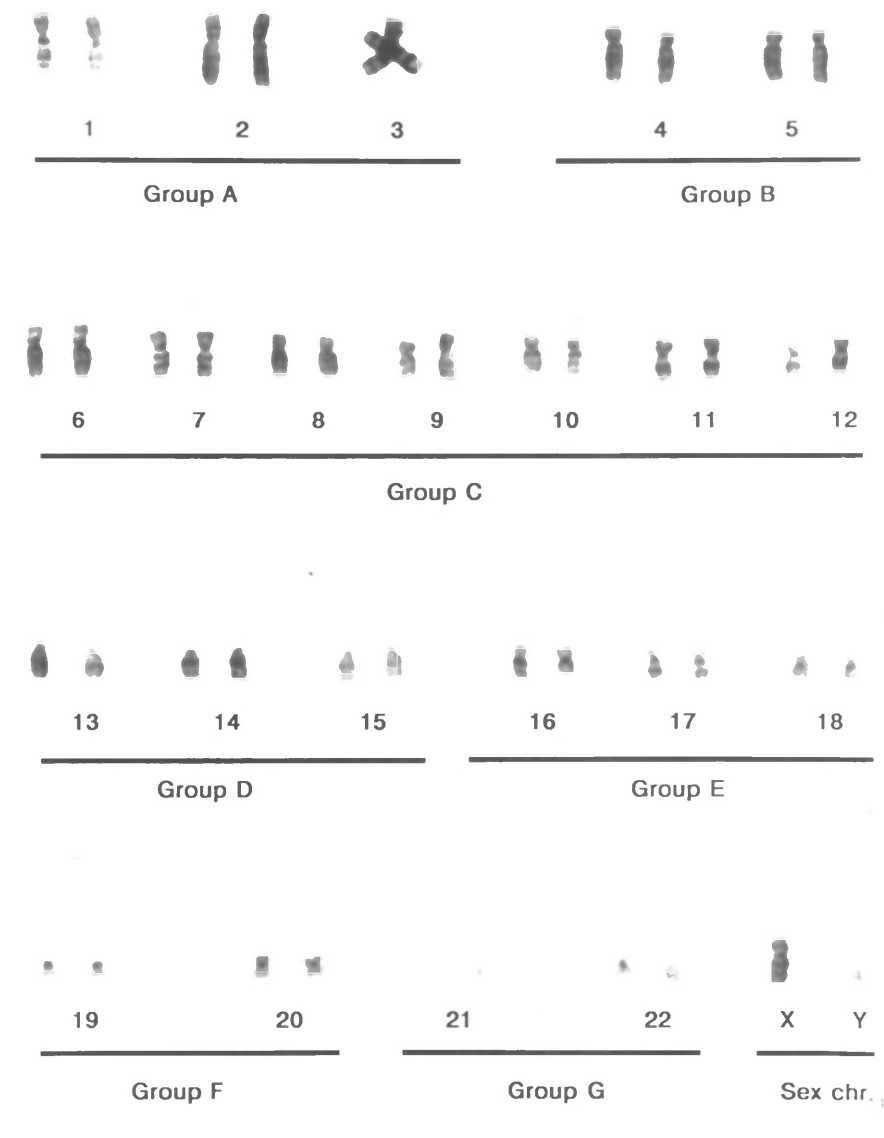 1 2 3 4 5
Group A Group B
6 7 8 9 10 11 12
Group C
13 14 15 16 17 18
Group D Group E
19 20 21 22 X Y
Group F Group G Sex chr.